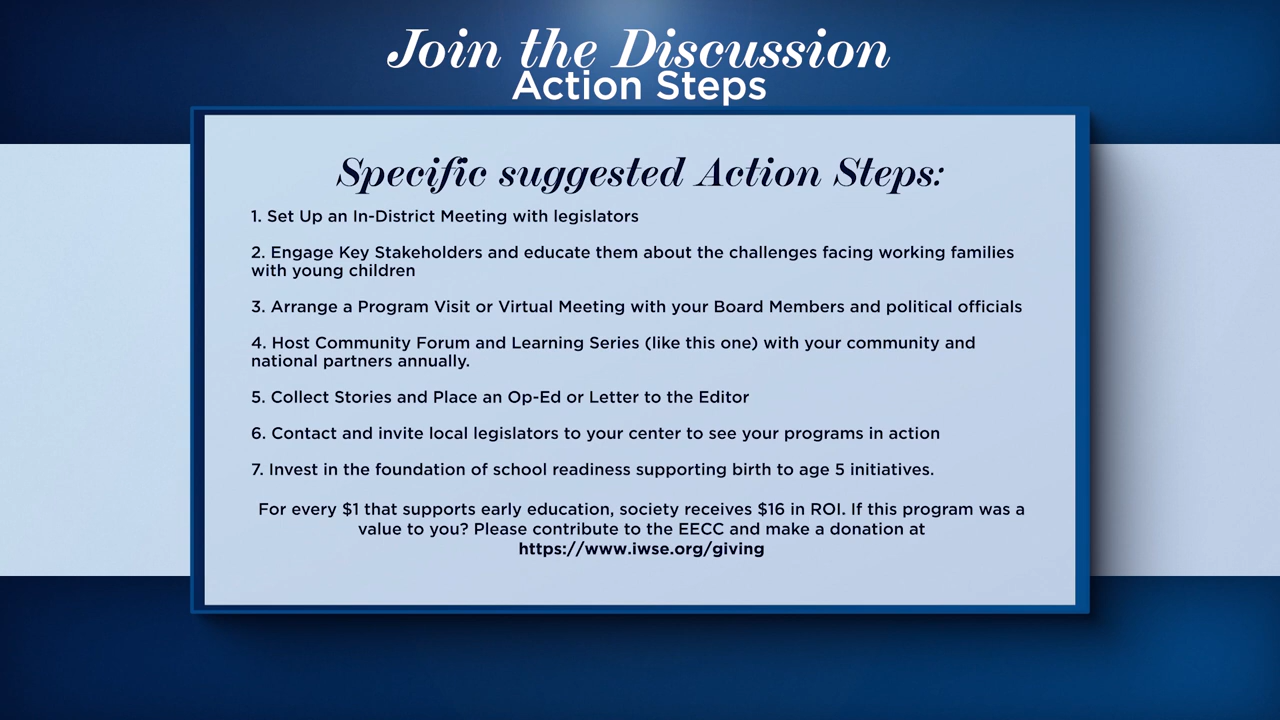 Join the Discussion
Action Steps
Specific suggested Action Steps:
1. Set Up an In-District Meeting with legislators
2. Engage Key Stakeholders and educate them about the challenges facing working families
with young children
3. Arrange a Program Visit or Virtual Meeting with your Board Members and political officials
4. Host Community Forum and Learning Series (like this one) with your community and
national partners annually.
5. Collect Stories and Place an Op-Ed or Letter to the Editor
6. Contact and invite local legislators to your center to see your programs in action
7. Invest in the foundation of school readiness supporting birth to age 5 initiatives.
For every $1 that supports early education, society receives $16 in ROI. If this program was a
value to you? Please contribute to the EECC and make a donation at
https://www.iwse.org/giving